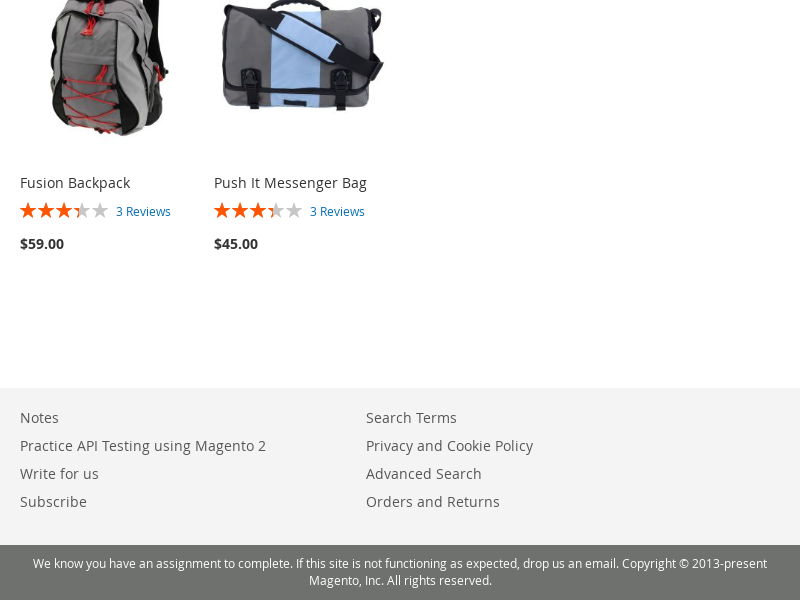 Fusion Backpack
3 Reviews
$59.00
Push It Messenger Bag
3 Reviews
$45.00
Notes
Practice API Testing using Magento 2
Write for us
Subscribe
Search Terms
Privacy and Cookie Policy
Advanced Search
Orders and Returns
We know you have an assignment to complete. If this site is not functioning as expected, drop us an email. Copyright © 2013-present
Magento, Inc. All rights reserved.